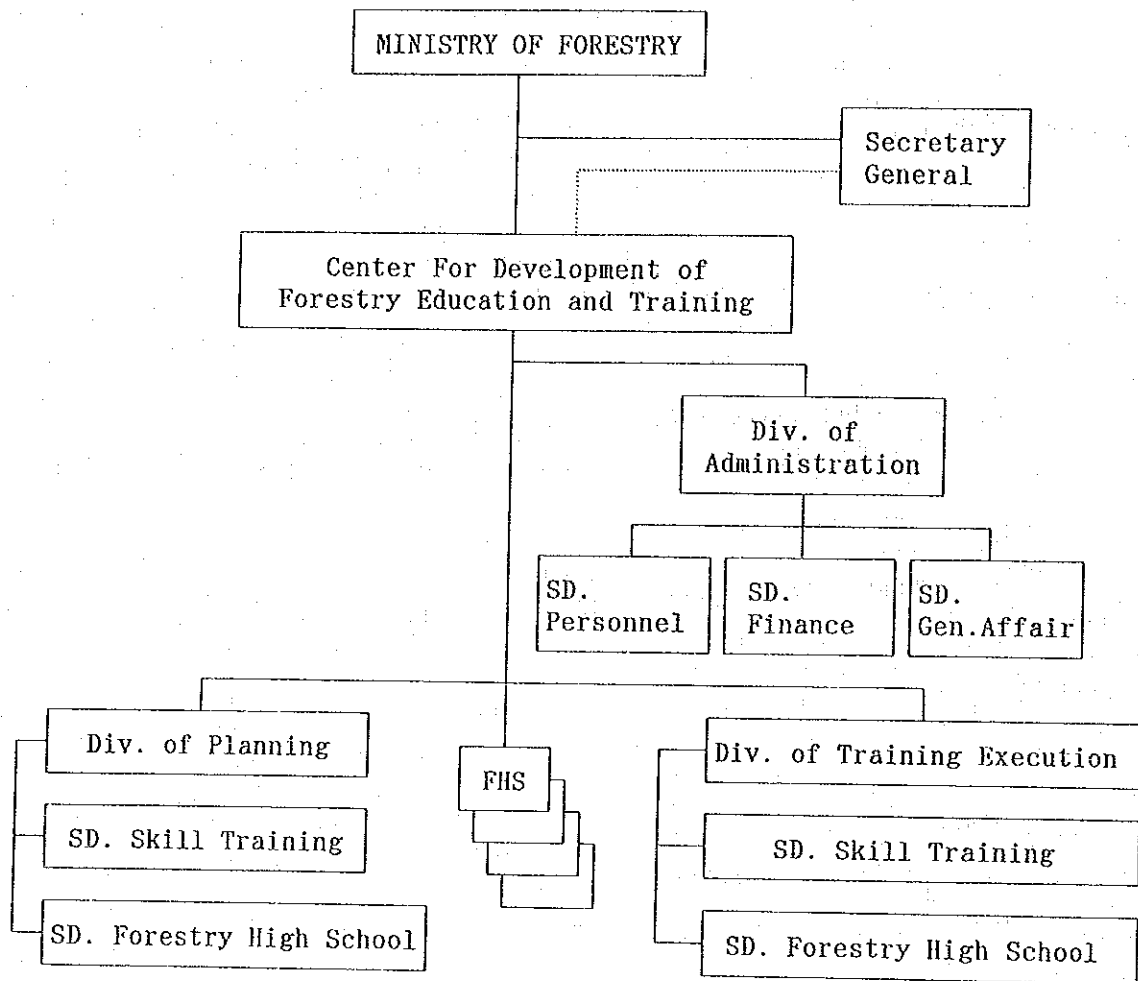 MINISTRY OF FORESTRY
Secretary
General
Center For Development of
Forestry Education and Training
Div. of
Administration
SD.
Personnel
SD.
Finance
SD.
Gen.Affair
Div. of Planning
SD. Skill Training
SD. Forestry High School
FHS
Div. of Training Execution
SD. Skill Training
SD. Forestry High School